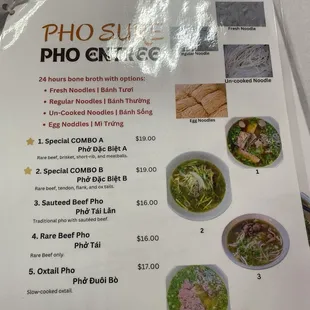 PHO SURE
PHO ENTREE
24 hours bone broth with options:
• Fresh Noodles | Bánh Tươi
• Regular Noodles | Bánh Thường
• Un-Cooked Noodles | Bánh Sống
• Egg Noddles | Mì Trứng
Fresh Noodle
Regular Noodle
Un-Cooked Noodle
Egg Noodles
1. Special COMBO A $19.00
Phở Đặc Biệt A
Rare beef, brisket, short-rib, and meatballs.
2. Special COMBO B $19.00
Phở Đặc Biệt B
Rare beef, tendon, flank, and ox tails.
3. Sauteed Beef Pho $16.00
Phở Tái Lăn
Traditional pho with sautéed beef.
4. Rare Beef Pho $16.00
Phở Tái
Rare Beef only.
5. Oxtail Pho $17.00
Phở Đuôi Bò
Slow-cooked oxtail.
1
2
3